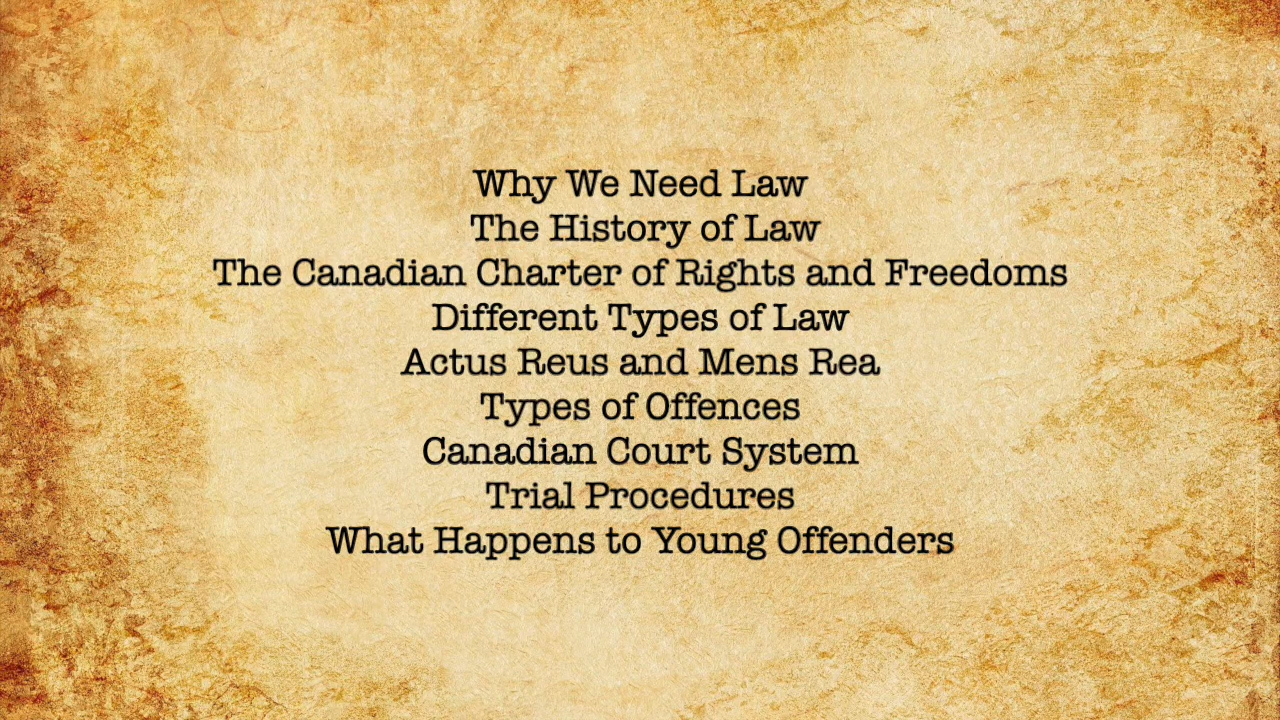 Why We Need Law
The History of Law
The Canadian Charter of Rights and Freedoms
Different Types of Law
Actus Reus and Mens Rea
Types of Offences
Canadian Court System
Trial Procedures
What Happens to Young Offenders